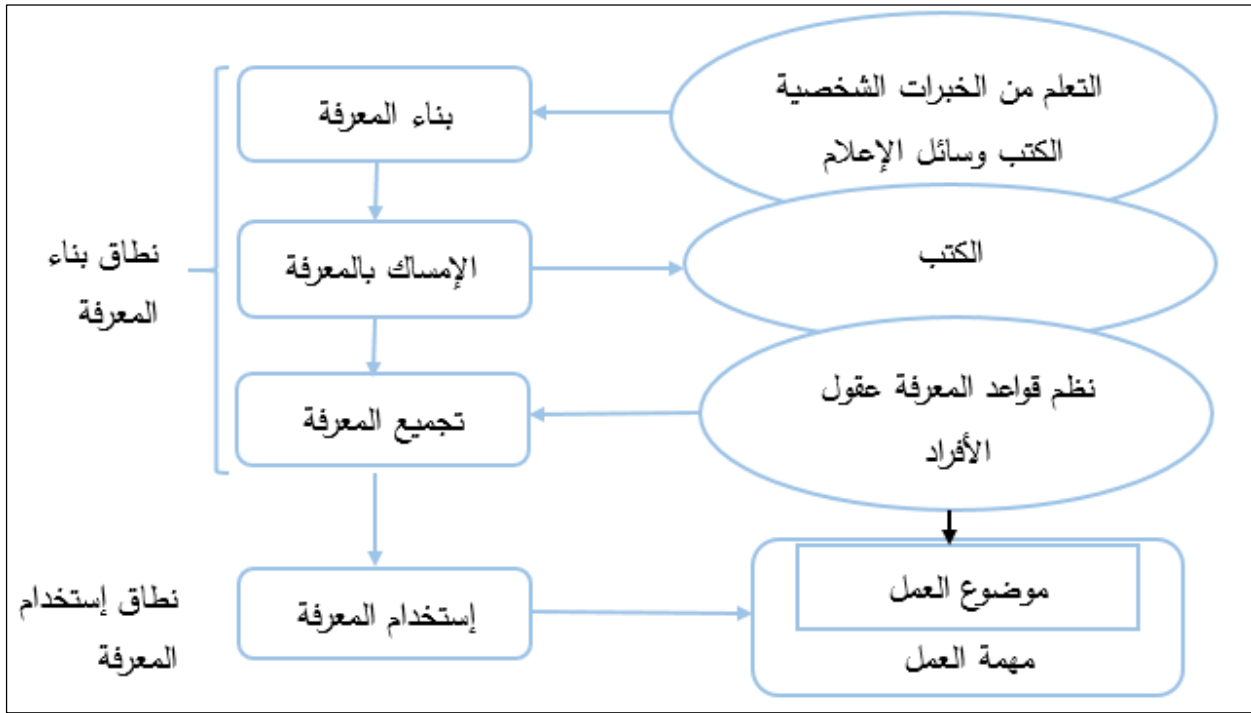 التعلم من الخبرات الشخصية
الكتب وسائل الإعلام
بناء المعرفة
الكتب
الإمساك بالمعرفة
نطاق بناء
المعرفة
نظم قواعد المعرفة عقول
الأفراد
تجميع المعرفة
موضوع العمل
مهمة العمل
إستخدام المعرفة
نطاق إستخدام
المعرفة